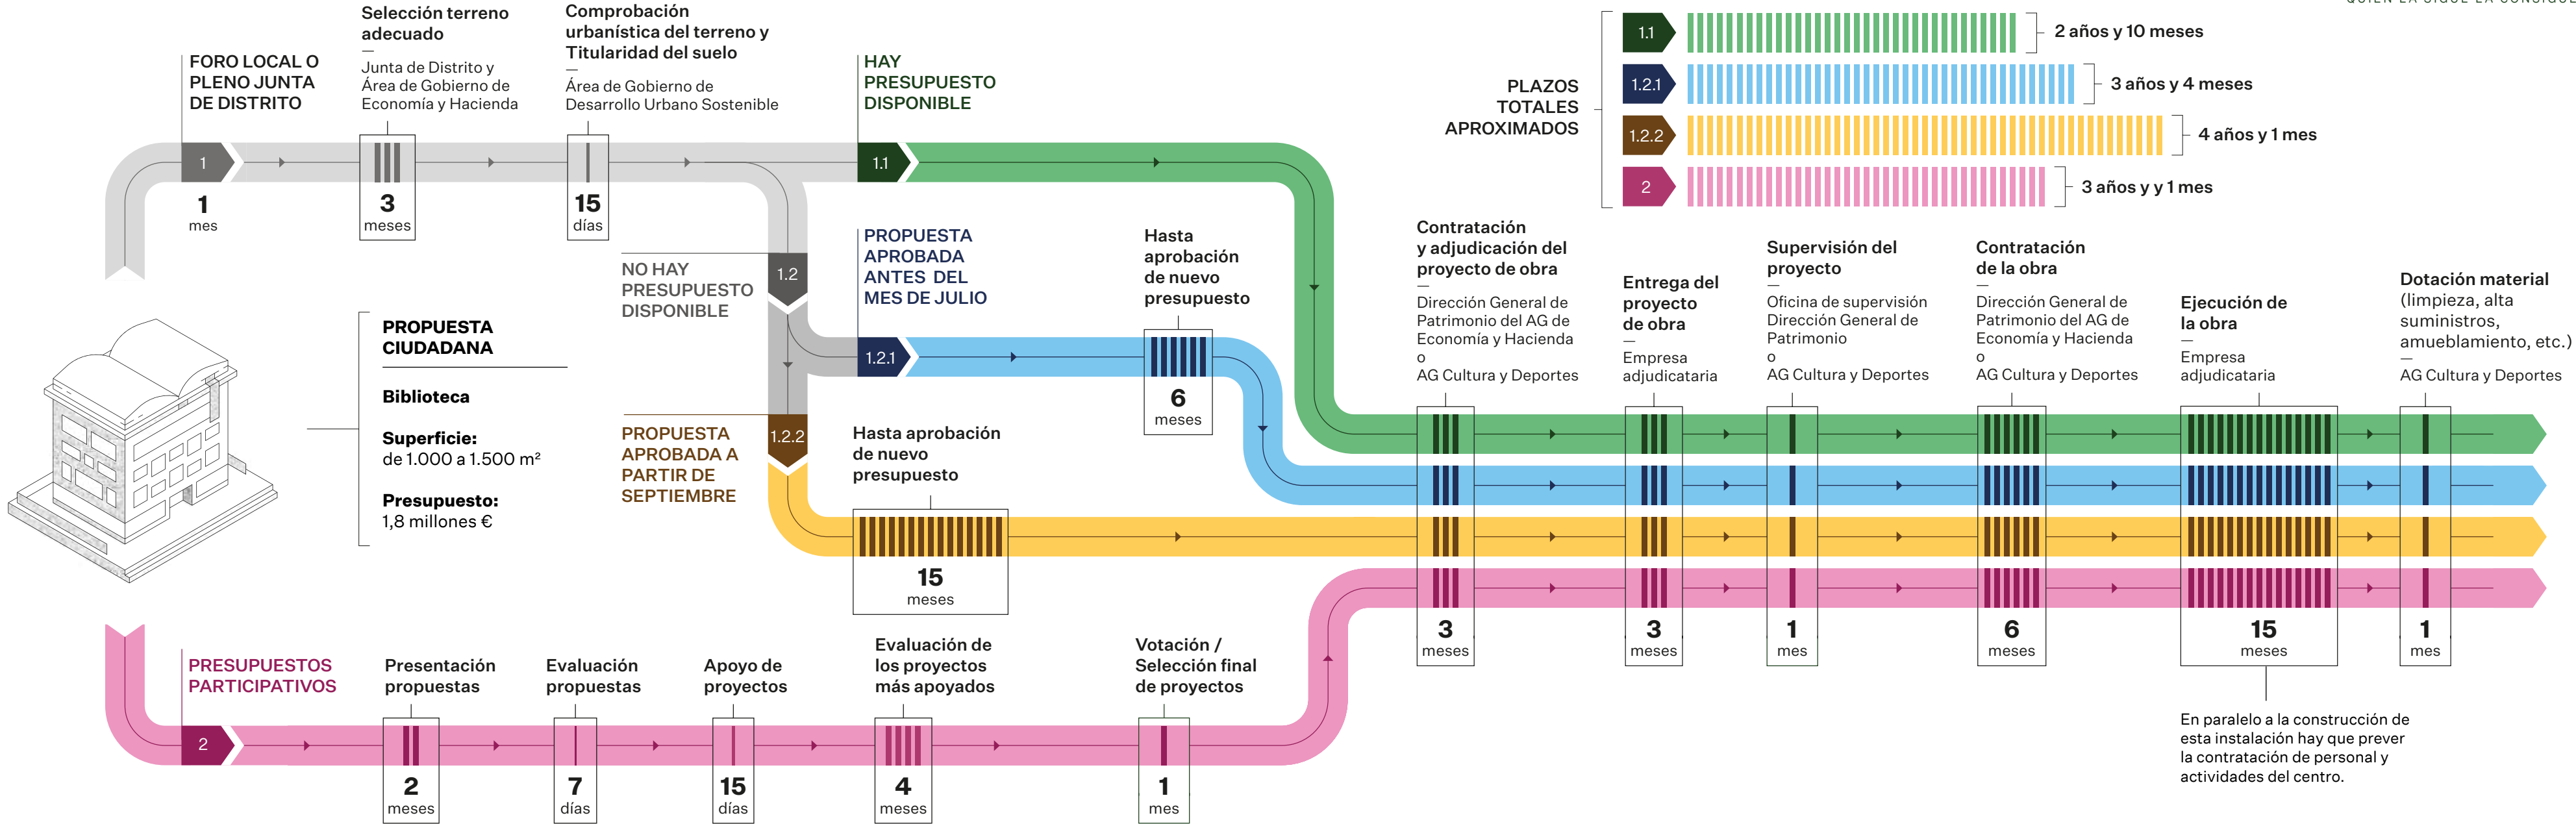 QUIEN LA SIGUE LA CONSIGUE
FORO LOCAL O
PLENO JUNTA
DE DISTRITO
1
1
mes
Selección terreno
adecuado
—
Junta de Distrito y
Área de Gobierno de
Economía y Hacienda
3
meses
Comprobación
urbanística del terreno y
Titularidad del suelo
—
Área de Gobierno de
Desarrollo Urbano Sostenible
15
días
HAY
PRESUPUESTO
DISPONIBLE
1.1
PLAZOS
TOTALES
APROXIMADOS
1.1
2 años y 10 meses
1.2.1
3 años y 4 meses
1.2.2
4 años y 1 mes
2
3 años y y 1 mes
NO HAY
PRESUPUESTO
DISPONIBLE
1.2
PROPUESTA
APROBADA
ANTES DEL
MES DE JULIO
1.2.1
Hasta
aprobación
de nuevo
presupuesto
6
meses
PROPUESTA
CIUDADANA
Biblioteca
Superficie:
de 1.000 a 1.500 m²
Presupuesto:
1,8 millones €
PROPUESTA
APROBADA A
PARTIR DE
SEPTIEMBRE
1.2.2
Hasta aprobación
de nuevo
presupuesto
15
meses
Contratación
y adjudicación del
proyecto de obra
—
Dirección General de
Patrimonio del AG de
Economía y Hacienda
o
AG Cultura y Deportes
3
meses
Entrega del
proyecto
de obra
—
Empresa
adjudicataria
3
meses
Supervisión del
proyecto
—
Oficina de supervisión
Dirección General de
Patrimonio
o
AG Cultura y Deportes
1
mes
Contratación
de la obra
—
Dirección General de
Patrimonio del AG de
Economía y Hacienda
o
AG Cultura y Deportes
6
meses
Ejecución de
la obra
—
Empresa
adjudicataria
15
meses
En paralelo a la construcción de
esta instalación hay que prever
la contratación de personal y
actividades del centro.
Dotación material
(limpieza, alta
suministros,
amueblamiento, etc.)
—
AG Cultura y Deportes
1
mes
PRESUPUESTOS
PARTICIPATIVOS
2
Presentación
propuestas
2
meses
Evaluación
propuestas
7
días
Apoyo de
proyectos
15
días
Evaluación de
los proyectos
más apoyados
4
meses
Votación /
Selección final
de proyectos
1
mes